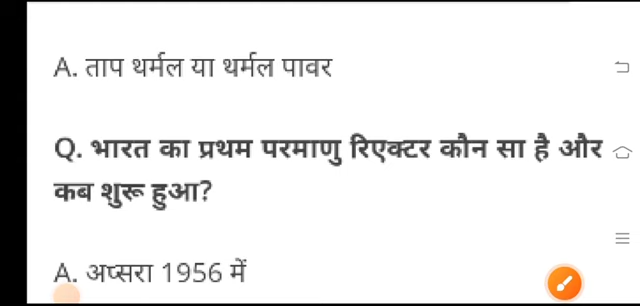 A. ताप थर्मल या थर्मल पावर
Q. भारत का प्रथम परमाणु रिएक्टर कौन सा है और
कब शुरू हुआ?
A. अप्सरा 1956 में